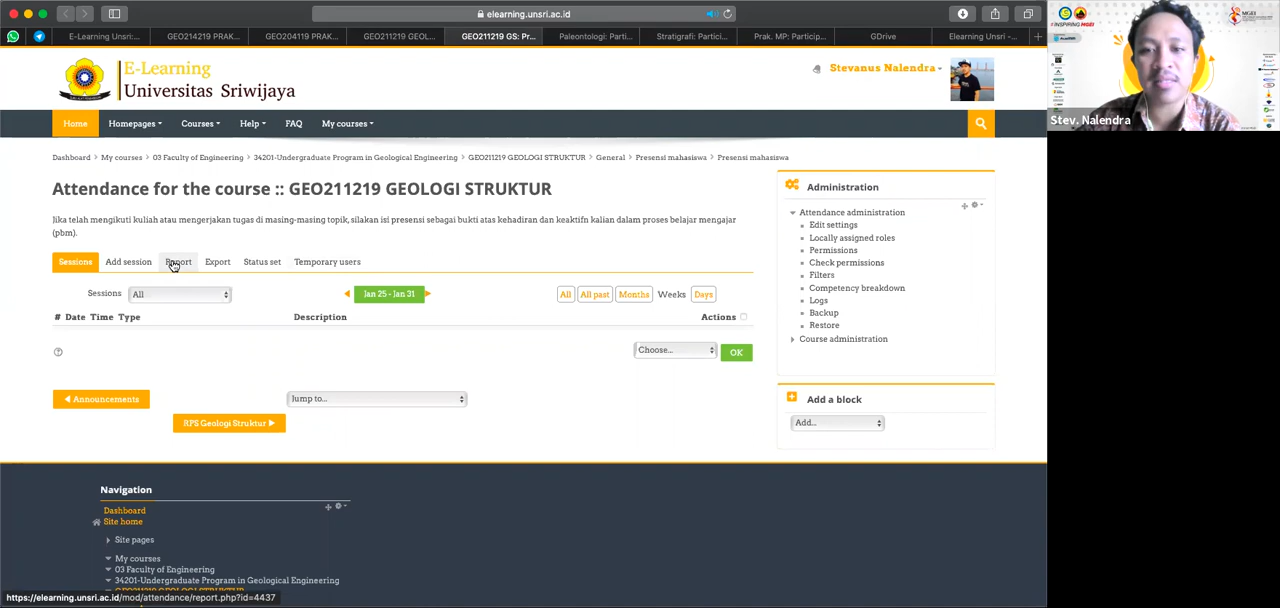 elearning.unsri.ac.id
E-Learning Unsri:... GEO214219 PRAK... GEO204119 PRAK... GEO211219 GEOL... GEO211219 GS: Pr... Paleontologi: Parti... Stratigrafi: Partici... Prak. MP: Particip... GDrive Elearning Unsri -...
E-Learning
Universitas Sriwijaya
Stevanus Nalendra
Home Homepages Courses Help FAQ My courses
Dashboard > My courses > 03 Faculty of Engineering > 34201-Undergraduate Program in Geological Engineering > GEO211219 GEOLOGI STRUKTUR > General > Presensi mahasiswa > Presensi mahasiswa
Attendance for the course :: GEO211219 GEOLOGI STRUKTUR
Jika telah mengikuti kuliah atau mengerjakan tugas di masing-masing topik, silakan isi presensi sebagai bukti atas kehadiran dan keaktifn kalian dalam proses belajar mengajar
(pbm).
Sessions Add session Report Export Status set Temporary users
Sessions All Jan 25 - Jan 31 All All past Months Weeks Days
# Date Time Type Description Actions
Choose... OK
Announcements Jump to...
RPS Geologi Struktur
Administration
Attendance administration
Edit settings
Locally assigned roles
Permissions
Check permissions
Filters
Competency breakdown
Logs
Backup
Restore
Course administration
Add a block
Add...
Navigation
Dashboard
Site home
Site pages
My courses
03 Faculty of Engineering
34201-Undergraduate Program in Geological Engineering
GEO211219 GEOLOGI STRUKTUR
https://elearning.unsri.ac.id/mod/attendance/report.php?id=4437
#INSPIRING MGEI
Stev. Nalendra